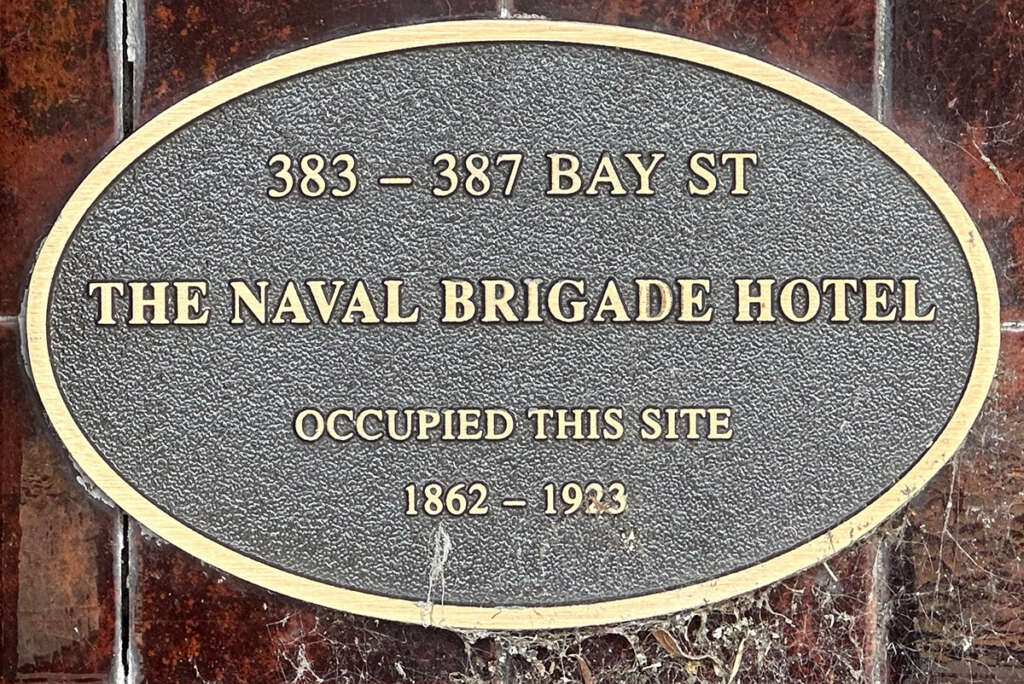 383 – 387 BAY ST
THE NAVAL BRIGADE HOTEL
OCCUPIED THIS SITE
1862 – 1923